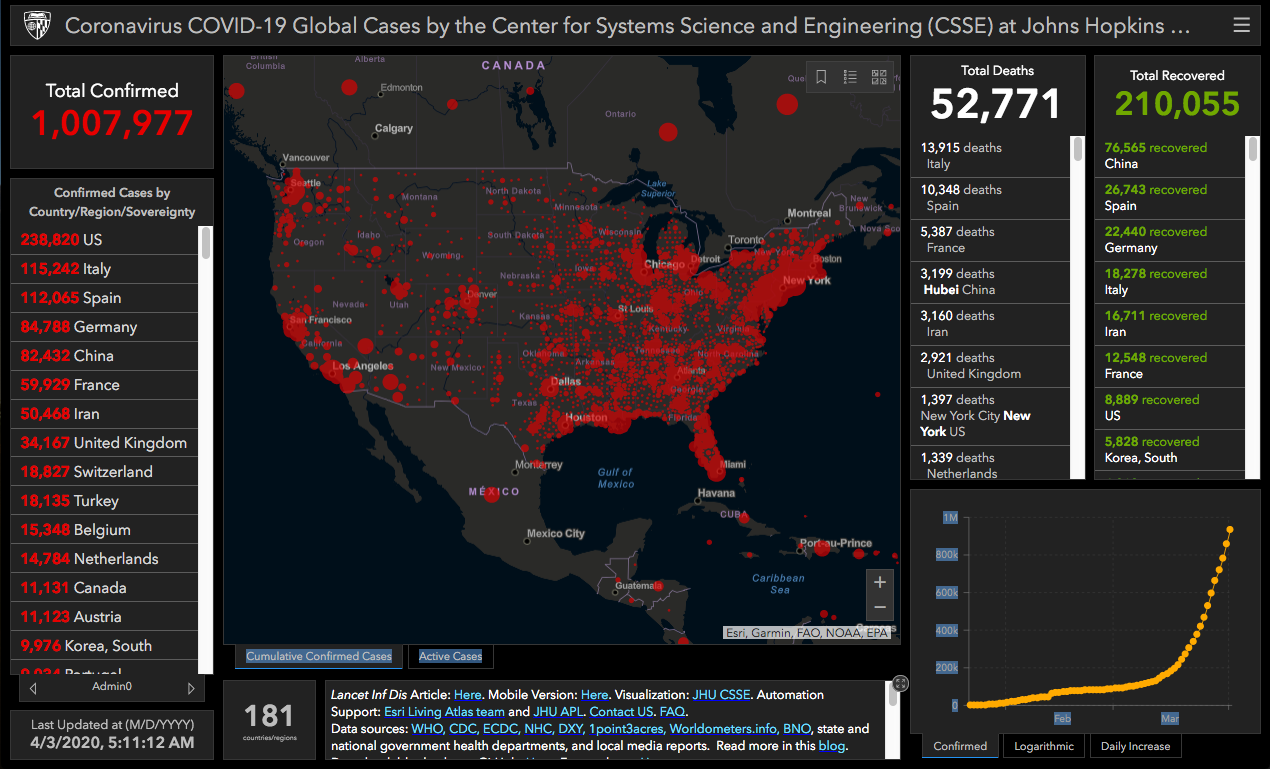 Coronavirus COVID-19 Global Cases by the Center for Systems Science and Engineering (CSSE) at Johns Hopkins ...
Total Confirmed
1,007,977
Confirmed Cases by
Country/Region/Sovereignty
238,820 US
115,242 Italy
112,065 Spain
84,788 Germany
82,432 China
59,929 France
50,468 Iran
34,167 United Kingdom
18,827 Switzerland
18,135 Turkey
15,348 Belgium
14,784 Netherlands
11,131 Canada
11,123 Austria
9,976 Korea, South
9,034 Portugal
Admin0
Last Updated at (M/D/YYYY)
4/3/2020, 5:11:12 AM
British
Columbia
Alberta
CANADA
Edmonton
Calgary
Ontario
Vancouver
Seattle
Montana
North Dakota
Minnesota
Lake
Superior
Montreal
New
Brunswick
Nova Sco
Oregon
Idaho
South Dakota
Wisconsin
Toronto
Wyoming
Chicago
Detroit
New York
Boston
Nebraska
Iowa
New York
Nevada
Utah
Denver
Ohio
San Francisco
Kansas
St Louis
Kentucky
Virginia
California
Los Angeles
New Mexico
Oklahoma
Arkansas
Tennessee
North Carolina
Dallas
Atlanta
Georgia
Texas
Houston
Florida
Monterrey
Gulf of
Mexico
Miami
MÉXICO
Havana
CUBA
Mexico City
Port-au-Prince
Guatemala
Caribbean
Sea
Esri, Garmin, FAO, NOAA, EPA
Cumulative Confirmed Cases
Active Cases
181
countries/regions
Lancet Inf Dis Article: Here. Mobile Version: Here. Visualization: JHU CSSE. Automation
Support: Esri Living Atlas team and JHU APL. Contact US. FAQ.
Data sources: WHO, CDC, ECDC, NHC, DXY, 1point3acres, Worldometers.info, BNO, state and
national government health departments, and local media reports. Read more in this blog.
Total Deaths
52,771
13,915 deaths
Italy
10,348 deaths
Spain
5,387 deaths
France
3,199 deaths
Hubei China
3,160 deaths
Iran
2,921 deaths
United Kingdom
1,397 deaths
New York City New
York US
1,339 deaths
Netherlands
Total Recovered
210,055
76,565 recovered
China
26,743 recovered
Spain
22,440 recovered
Germany
18,278 recovered
Italy
16,711 recovered
Iran
12,548 recovered
France
8,889 recovered
US
5,828 recovered
Korea, South
1M
800k
600k
400k
200k
0
Feb
Mar
Confirmed
Logarithmic
Daily Increase